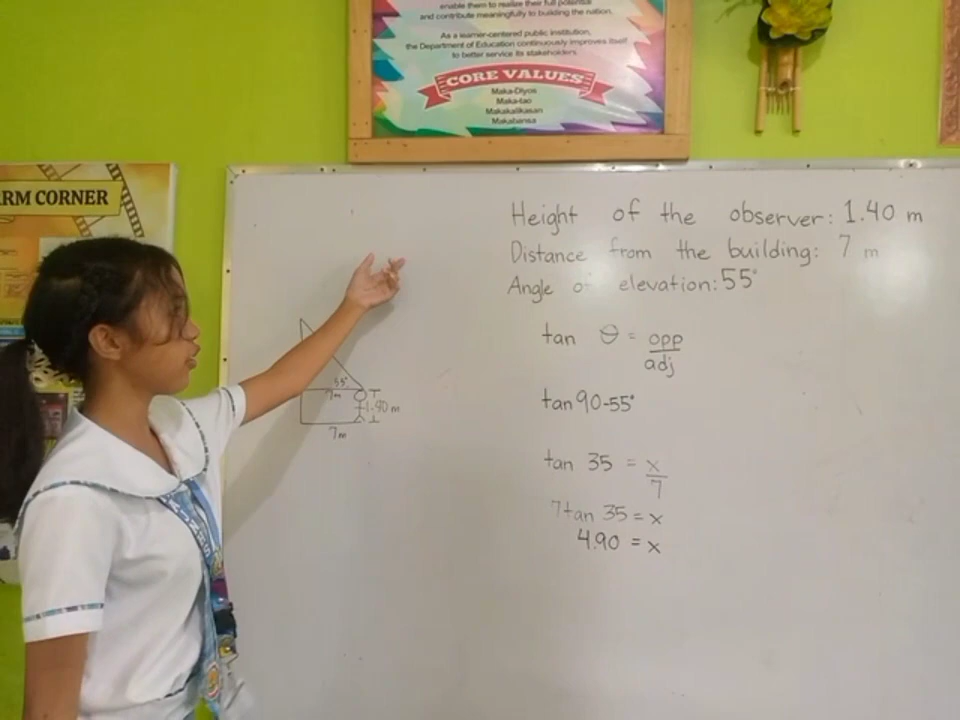 enable them to realize their full potential
and contribute meaningfully to building the nation.
As a learner-centered public institution,
the Department of Education continuously improves itself
to better service its stakeholders.
CORE VALUES
Maka-Diyos
Maka-tao
Makakalikasan
Makabansa
RM CORNER
Height of the observer: 1.40 m
Distance from the building: 7 m
Angle of elevation: 55°
tan θ = opp
adj
tan 90-55°
tan 35 = x
7
7tan 35 = x
4.90 = x
55°
7m
1.40 m
7m